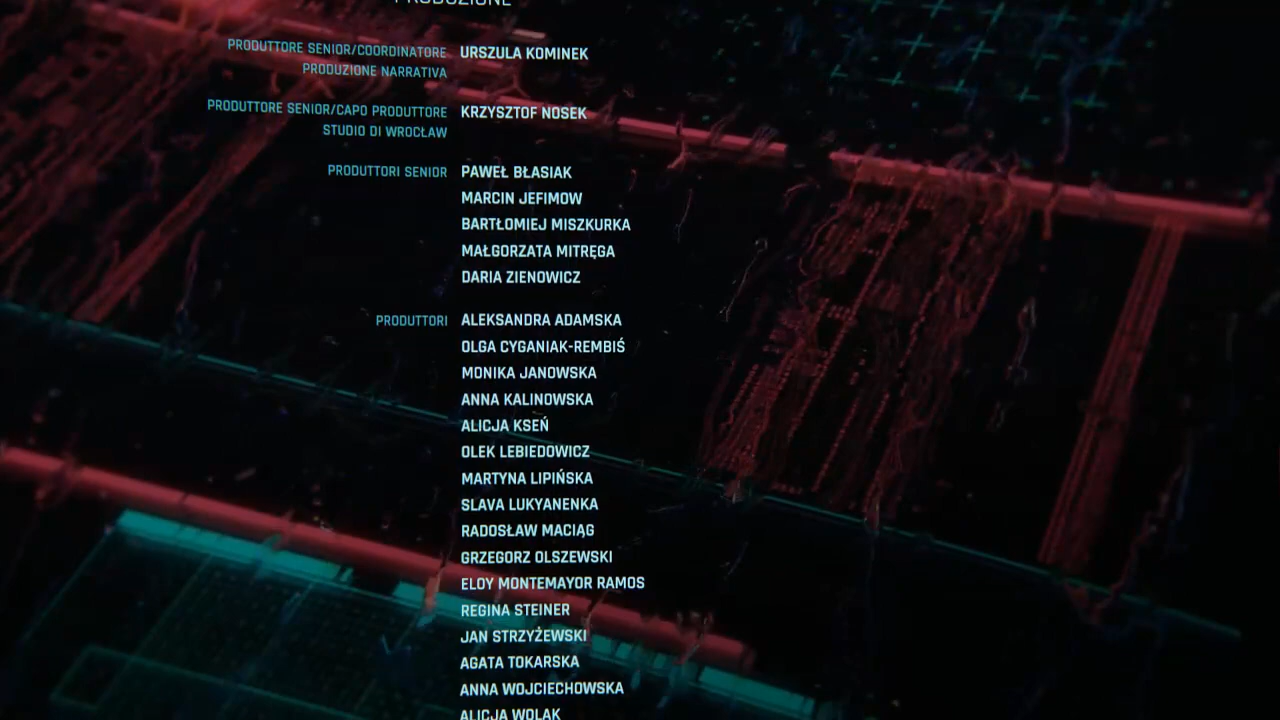 PRODUZIONE
PRODUTTORE SENIOR/COORDINATORE URSZULA KOMINEK
PRODUZIONE NARRATIVA
PRODUTTORE SENIOR/CAPO PRODUTTORE KRZYSZTOF NOSEK
STUDIO DI WROCŁAW
PRODUTTORI SENIOR PAWEŁ BŁASIAK
MARCIN JEFIMOW
BARTŁOMIEJ MISZKURKA
MAŁGORZATA MITRĘGA
DARIA ZIENOWICZ
PRODUTTORI ALEKSANDRA ADAMSKA
OLGA CYGANIAK-REMBIŚ
MONIKA JANOWSKA
ANNA KALINOWSKA
ALICJA KSEŃ
OLEK LEBIEDOWICZ
MARTYNA LIPIŃSKA
SLAVA LUKYANENKA
RADOSŁAW MACIĄG
GRZEGORZ OLSZEWSKI
ELOY MONTEMAYOR RAMOS
REGINA STEINER
JAN STRZYŻEWSKI
AGATA TOKARSKA
ANNA WOJCIECHOWSKA
ALICJA WOLAK